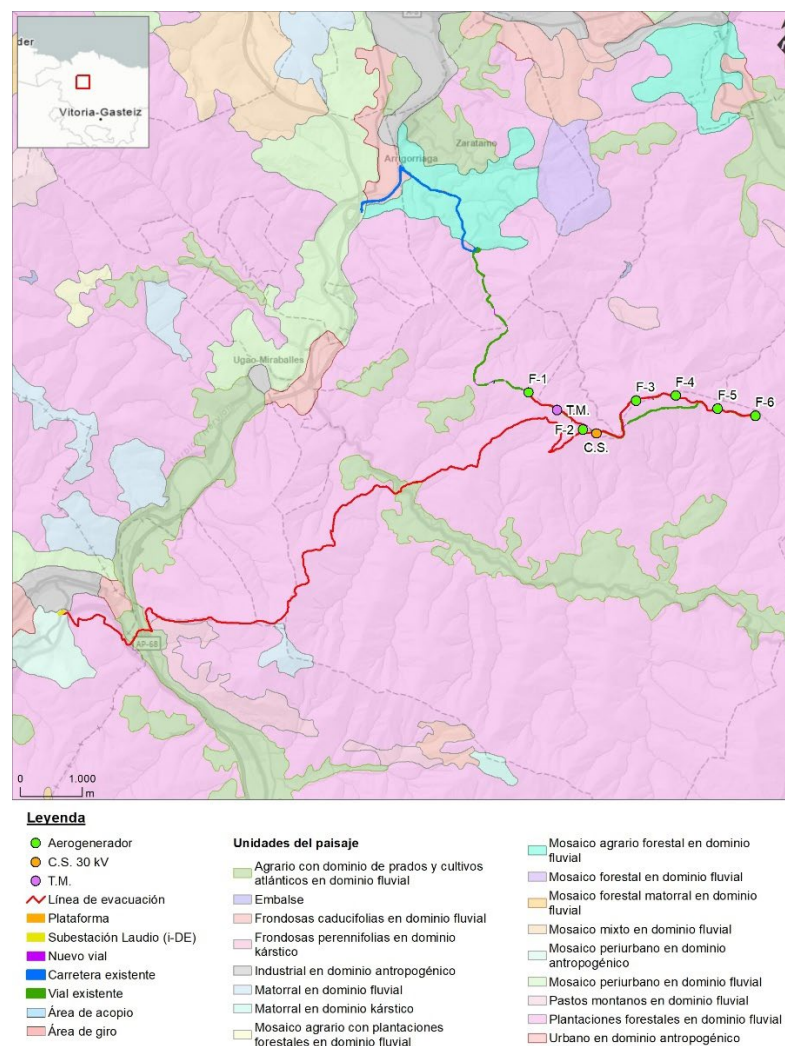 der
Vitoria-Gasteiz
Zaratamo
Arrigorriaga
Ugao-Miraballes
F-1
T.M.
F-2
C.S.
F-3
F-4
F-5
F-6
AP-68
0 1.000
m
Leyenda
Aerogenerador
C.S. 30 kV
T.M.
Línea de evacuación
Plataforma
Subestación Laudio (i-DE)
Nuevo vial
Carretera existente
Vial existente
Área de acopio
Área de giro
Unidades del paisaje
Agrario con dominio de prados y cultivos
atlánticos en dominio fluvial
Embalse
Frondosas caducifolias en dominio fluvial
Frondosas perennifolias en dominio
kárstico
Industrial en dominio antropogénico
Matorral en dominio fluvial
Matorral en dominio kárstico
Mosaico agrario con plantaciones
forestales en dominio fluvial
Mosaico agrario forestal en dominio
fluvial
Mosaico forestal en dominio fluvial
Mosaico forestal matorral en dominio
fluvial
Mosaico mixto en dominio fluvial
Mosaico periurbano en dominio
antropogénico
Mosaico periurbano en dominio fluvial
Pastos montanos en dominio fluvial
Plantaciones forestales en dominio fluvial
Urbano en dominio antropogénico